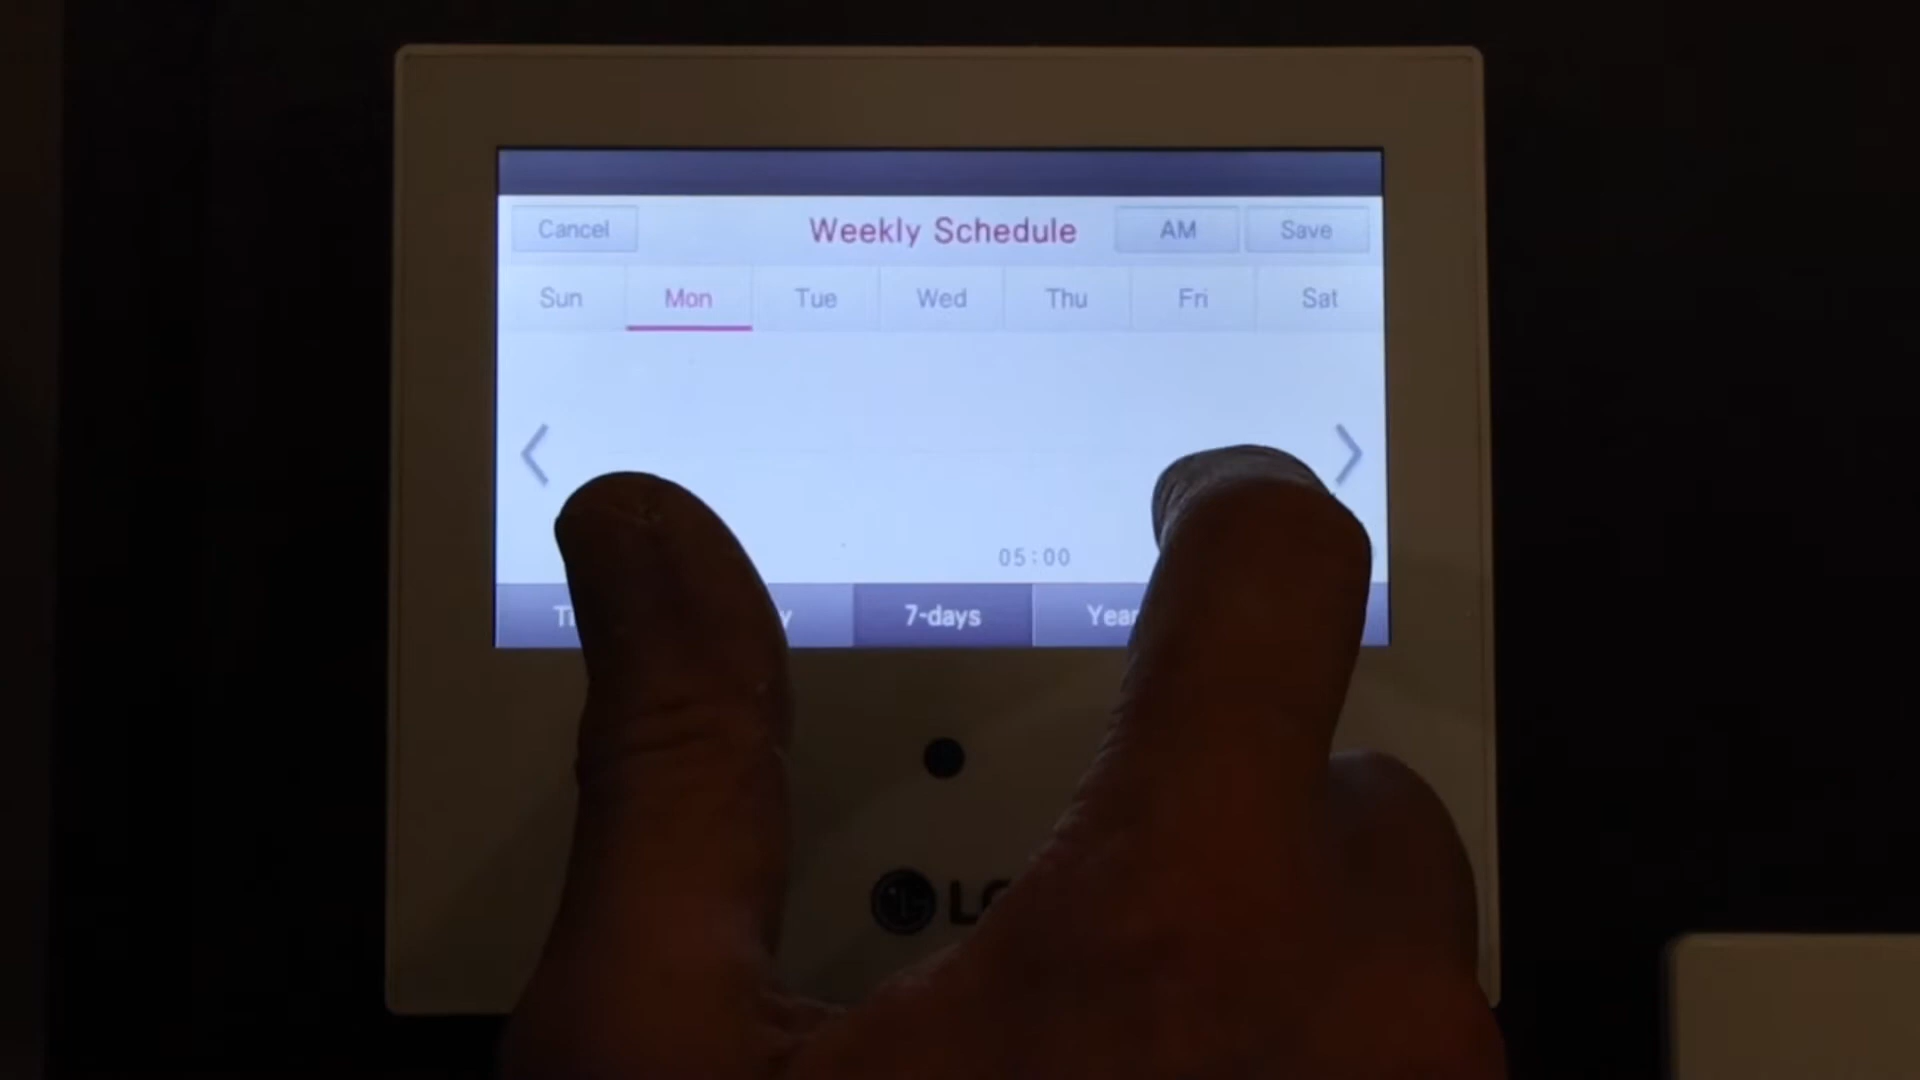 Cancel Weekly Schedule AM Save
Sun Mon Tue Wed Thu Fri Sat
05:00
7-days